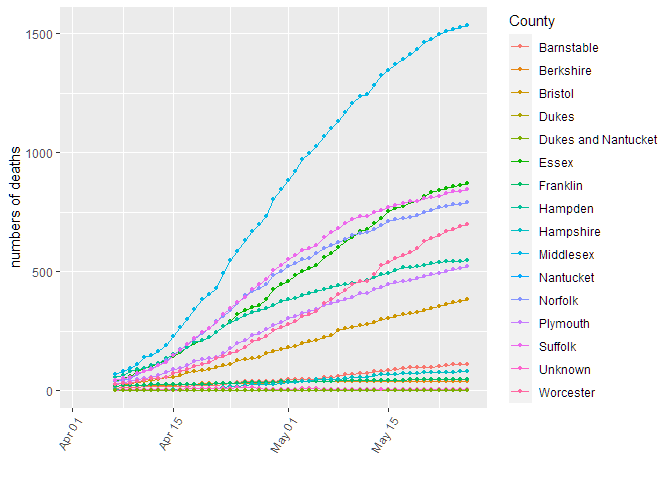 numnbers of deaths
1500
1000
500
0
Apr 01
Apr 15
May 01
May 15
County
Barnstable
Berkshire
Bristol
Dukes
Dukes and Nantucket
Essex
Franklin
Hampden
Hampshire
Middlesex
Nantucket
Norfolk
Plymouth
Suffolk
Unknown
Worcester